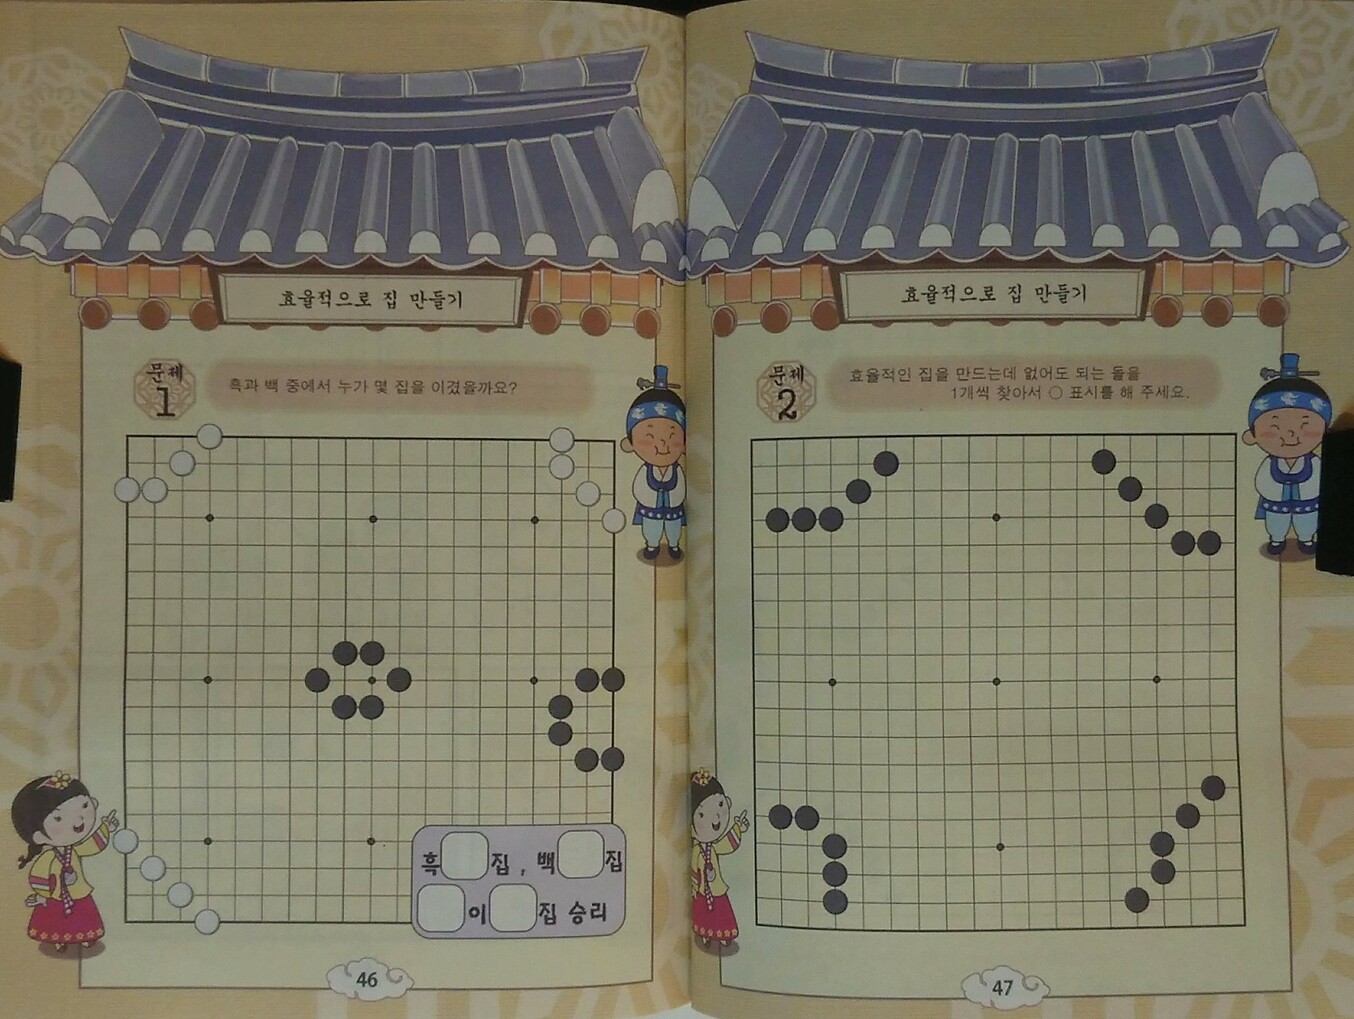 효율적으로 집 만들기
문제 1
흑과 백 중에서 누가 몇 집을 이겼을까요?
흑 집, 백 집
이 집 승리
46
효율적으로 집 만들기
문제 2
효율적인 집을 만드는데 없어도 되는 돌을
1개씩 찾아서 ○ 표시를 해 주세요.
47